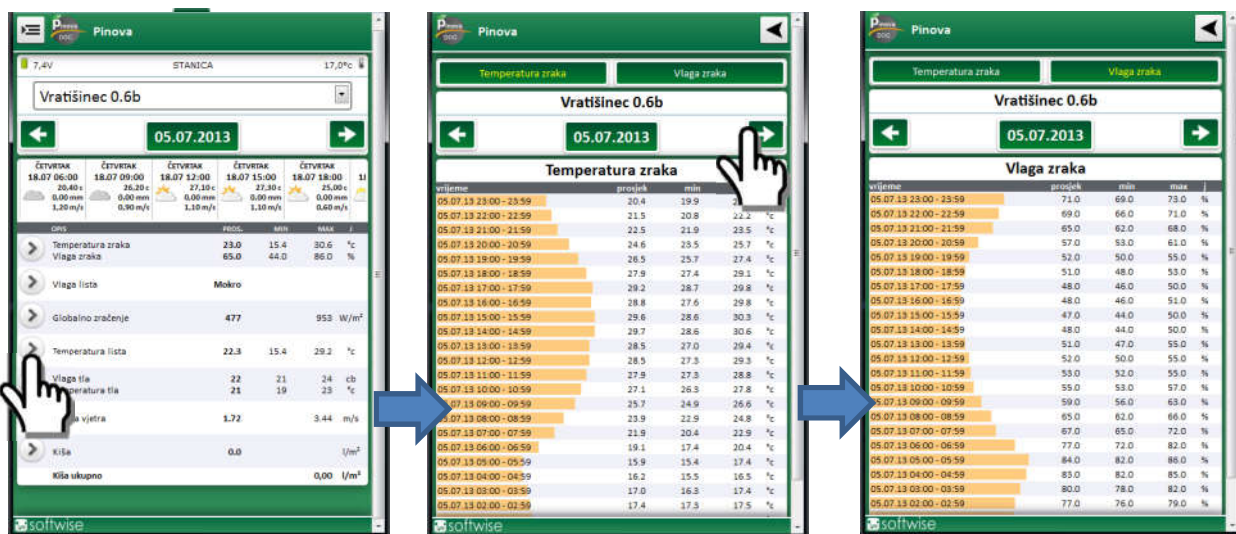 Pinova
DOC
Pinova
7,4V STANICA 17,0°c
Vratišinec 0.6b
05.07.2013
ČETVRTAK ČETVRTAK ČETVRTAK ČETVRTAK ČETVRTAK
18.07 06:00 18.07 09:00 18.07 12:00 18.07 15:00 18.07 18:00
20,40 c 26,20 c 27,10 c 27,30 c 25,00 c
0,00 mm 0,00 mm 0,00 mm 0,00 mm 0,00 mm
1,20 m/s 0,90 m/s 1,10 m/s 1,10 m/s 0,60 m/s
OPIS PROS. MIN MAX J
Temperatura zraka 23.0 15.4 30.6 °c
Vlaga zraka 65.0 44.0 86.0 %
Vlaga lista Mokro
Globalno zračenje 477 953 W/m²
Temperatura lista 22.3 15.4 29.2 °c
Vlaga tla 22 21 24 cb
peratura tla 21 19 23 °c
vjetra 1.72 3.44 m/s
Kiša 0.0 l/m²
Kiša ukupno 0,00 l/m²
softwise
Pinova
DOC
Pinova
Temperatura zraka Vlaga zraka
Vratišinec 0.6b
05.07.2013
Temperatura zraka
vrijeme prosjek min
05.07.13 23:00 - 23:59 20.4 19.9
05.07.13 22:00 - 22:59 21.5 20.8 22.2 °c
05.07.13 21:00 - 21:59 22.5 21.9 23.5 °c
05.07.13 20:00 - 20:59 24.6 23.5 25.7 °c
05.07.13 19:00 - 19:59 26.5 25.7 27.4 °c
05.07.13 18:00 - 18:59 27.9 27.4 29.1 °c
05.07.13 17:00 - 17:59 29.2 28.7 29.8 °c
05.07.13 16:00 - 16:59 28.8 27.6 29.8 °c
05.07.13 15:00 - 15:59 29.6 28.6 30.3 °c
05.07.13 14:00 - 14:59 29.7 28.6 30.6 °c
05.07.13 13:00 - 13:59 28.5 27.0 29.4 °c
05.07.13 12:00 - 12:59 28.5 27.3 29.3 °c
05.07.13 11:00 - 11:59 27.9 27.3 28.8 °c
05.07.13 10:00 - 10:59 27.1 26.3 27.8 °c
07.13 09:00 - 09:59 25.7 24.9 26.6 °c
07.13 08:00 - 08:59 23.9 22.9 24.8 °c
05.07.13 07:00 - 07:59 21.9 20.4 22.9 °c
05.07.13 06:00 - 06:59 19.1 17.4 20.4 °c
05.07.13 05:00 - 05:59 15.9 15.4 17.4 °c
05.07.13 04:00 - 04:59 16.2 15.5 16.5 °c
05.07.13 03:00 - 03:59 17.0 16.3 17.4 °c
05.07.13 02:00 - 02:59 17.4 17.3 17.5 °c
softwise
Pinova
DOC
Pinova
Temperatura zraka Vlaga zraka
Vratišinec 0.6b
05.07.2013
Vlaga zraka
vrijeme prosjek min max j
05.07.13 23:00 - 23:59 71.0 69.0 73.0 %
05.07.13 22:00 - 22:59 69.0 66.0 71.0 %
05.07.13 21:00 - 21:59 65.0 62.0 68.0 %
05.07.13 20:00 - 20:59 57.0 53.0 61.0 %
05.07.13 19:00 - 19:59 52.0 50.0 55.0 %
05.07.13 18:00 - 18:59 51.0 48.0 53.0 %
05.07.13 17:00 - 17:59 48.0 46.0 50.0 %
05.07.13 16:00 - 16:59 48.0 46.0 51.0 %
05.07.13 15:00 - 15:59 47.0 44.0 50.0 %
05.07.13 14:00 - 14:59 48.0 44.0 50.0 %
05.07.13 13:00 - 13:59 51.0 47.0 55.0 %
05.07.13 12:00 - 12:59 52.0 50.0 55.0 %
05.07.13 11:00 - 11:59 53.0 52.0 55.0 %
05.07.13 10:00 - 10:59 55.0 53.0 57.0 %
05.07.13 09:00 - 09:59 59.0 56.0 63.0 %
05.07.13 08:00 - 08:59 65.0 62.0 66.0 %
05.07.13 07:00 - 07:59 67.0 65.0 72.0 %
05.07.13 06:00 - 06:59 77.0 72.0 82.0 %
05.07.13 05:00 - 05:59 84.0 82.0 86.0 %
05.07.13 04:00 - 04:59 83.0 82.0 85.0 %
05.07.13 03:00 - 03:59 80.0 78.0 82.0 %
05.07.13 02:00 - 02:59 77.0 76.0 79.0 %
softwise